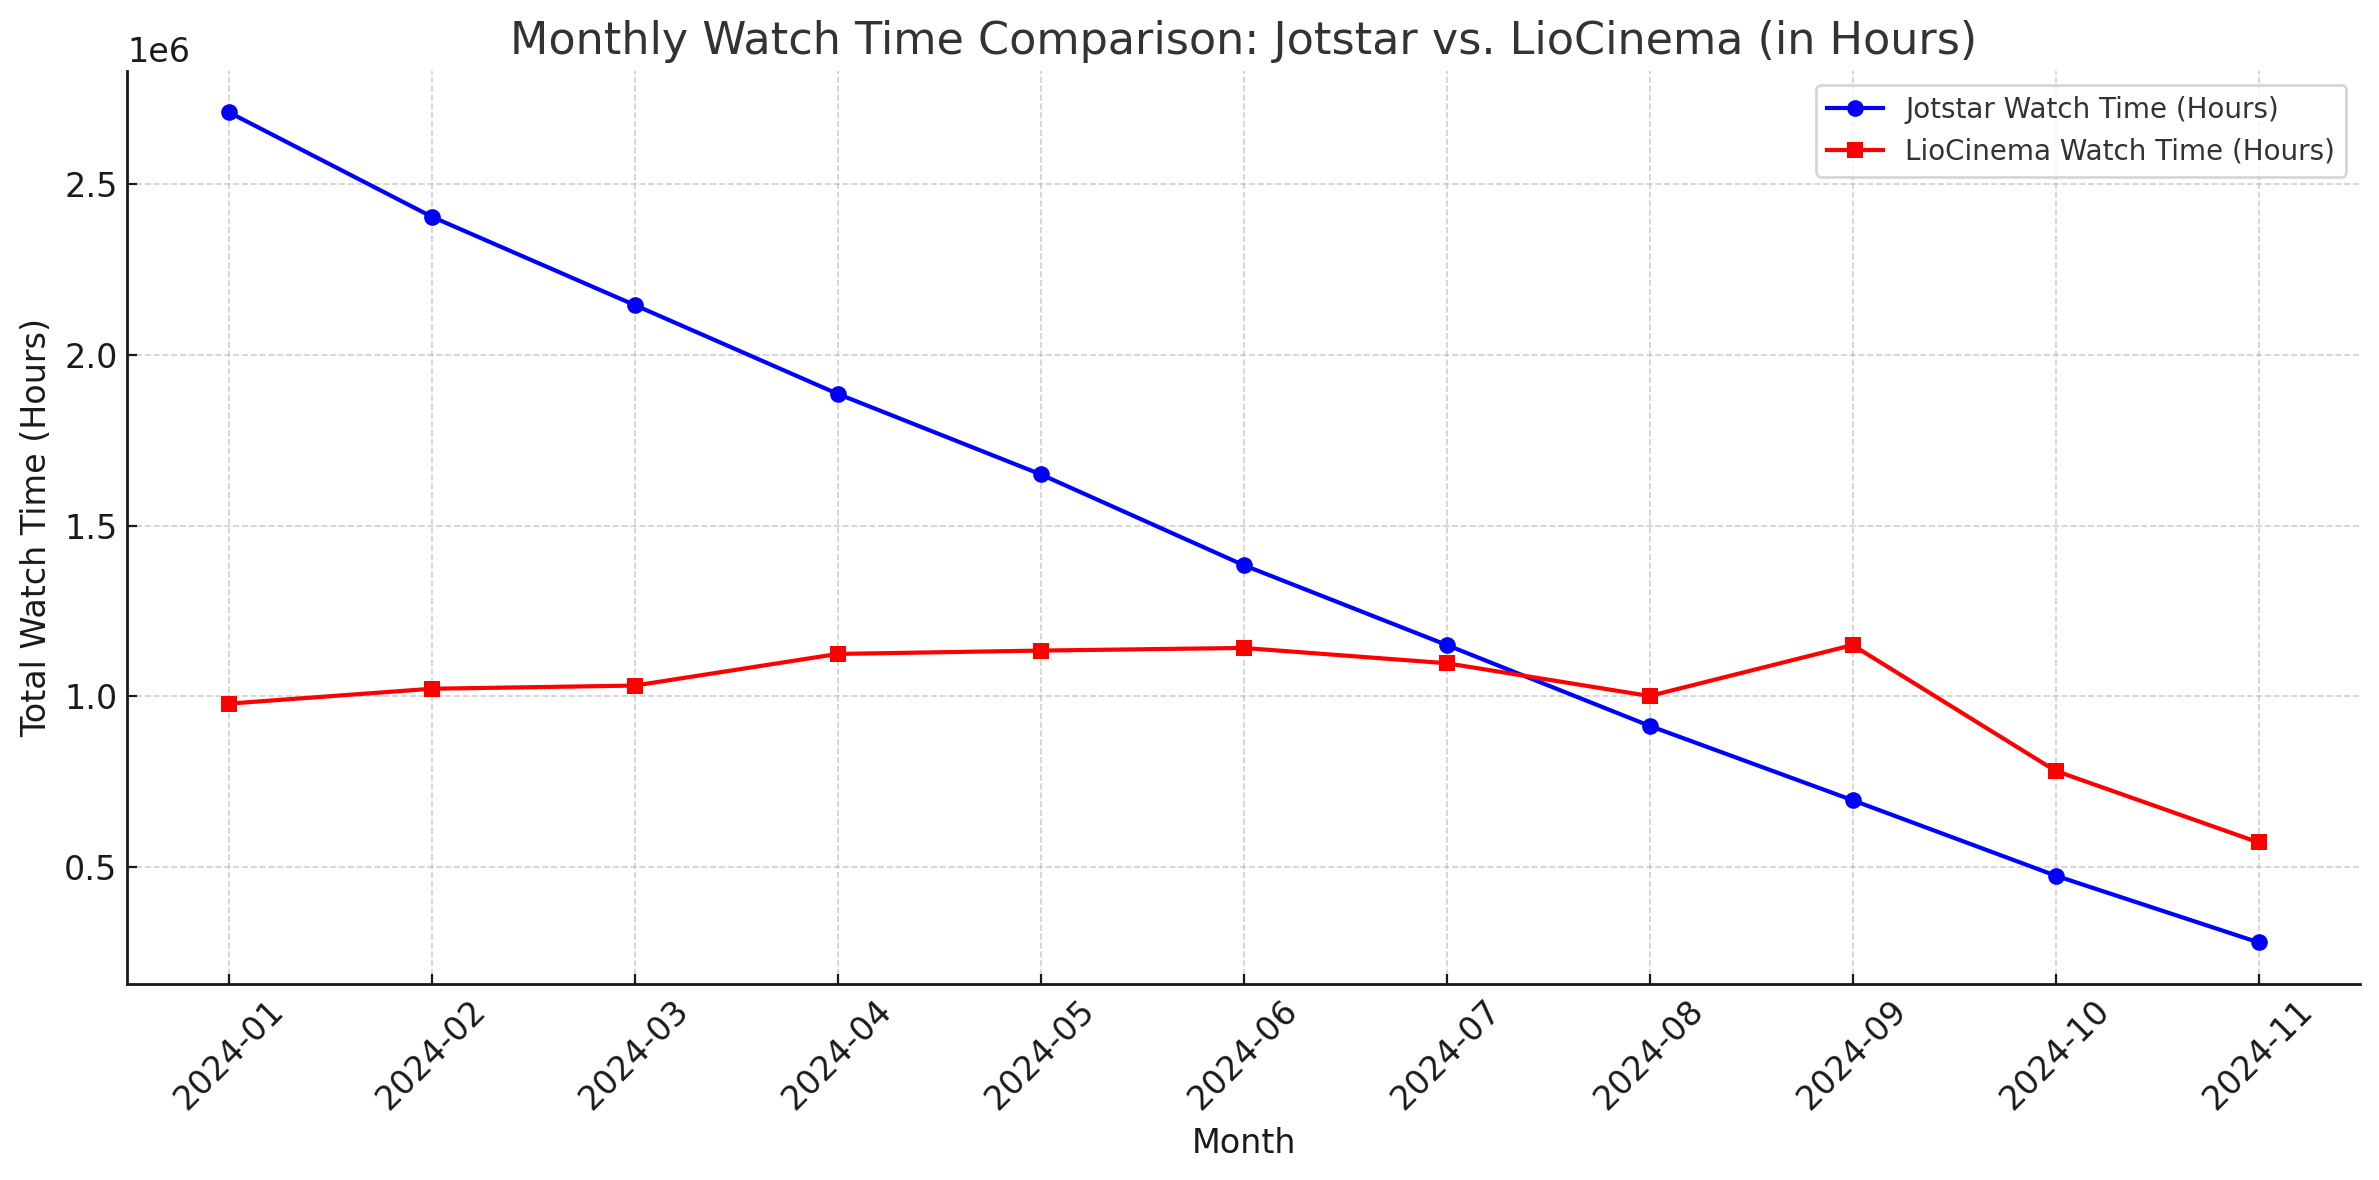 Monthly Watch Time Comparison: Jotstar vs. LioCinema (in Hours)
1e6
Jotstar Watch Time (Hours)
LioCinema Watch Time (Hours)
Total Watch Time (Hours)
2.5
2.0
1.5
1.0
0.5
2024-01
2024-02
2024-03
2024-04
2024-05
2024-06
2024-07
2024-08
2024-09
2024-10
2024-11
Month